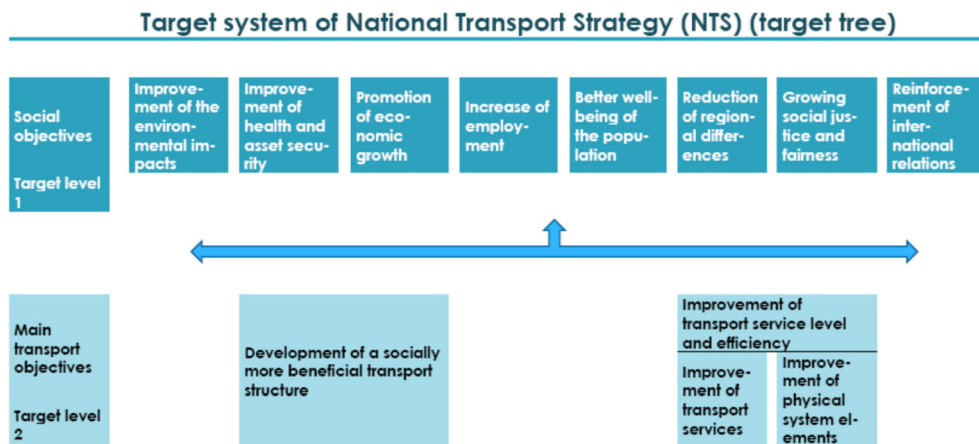 Target system of National Transport Strategy (NTS) (target tree)
Social
objectives
Target level
1
Improve-
ment of the
environ-
mental im-
pacts
Improve-
ment of
health and
asset secu-
rity
Promotion
of eco-
nomic
growth
Increase of
employ-
ment
Better well-
being of
the popu-
lation
Reduction
of region-
al differ-
ences
Growing
social jus-
tice and
fairness
Reinforce-
ment of
inter-
national
relations
Main
transport
objectives
Target level
2
Development of a socially
more beneficial transport
structure
Improvement of
transport service level
and efficiency
Improve-
ment of
transport
services
Improve-
ment of
physical
system el-
ements